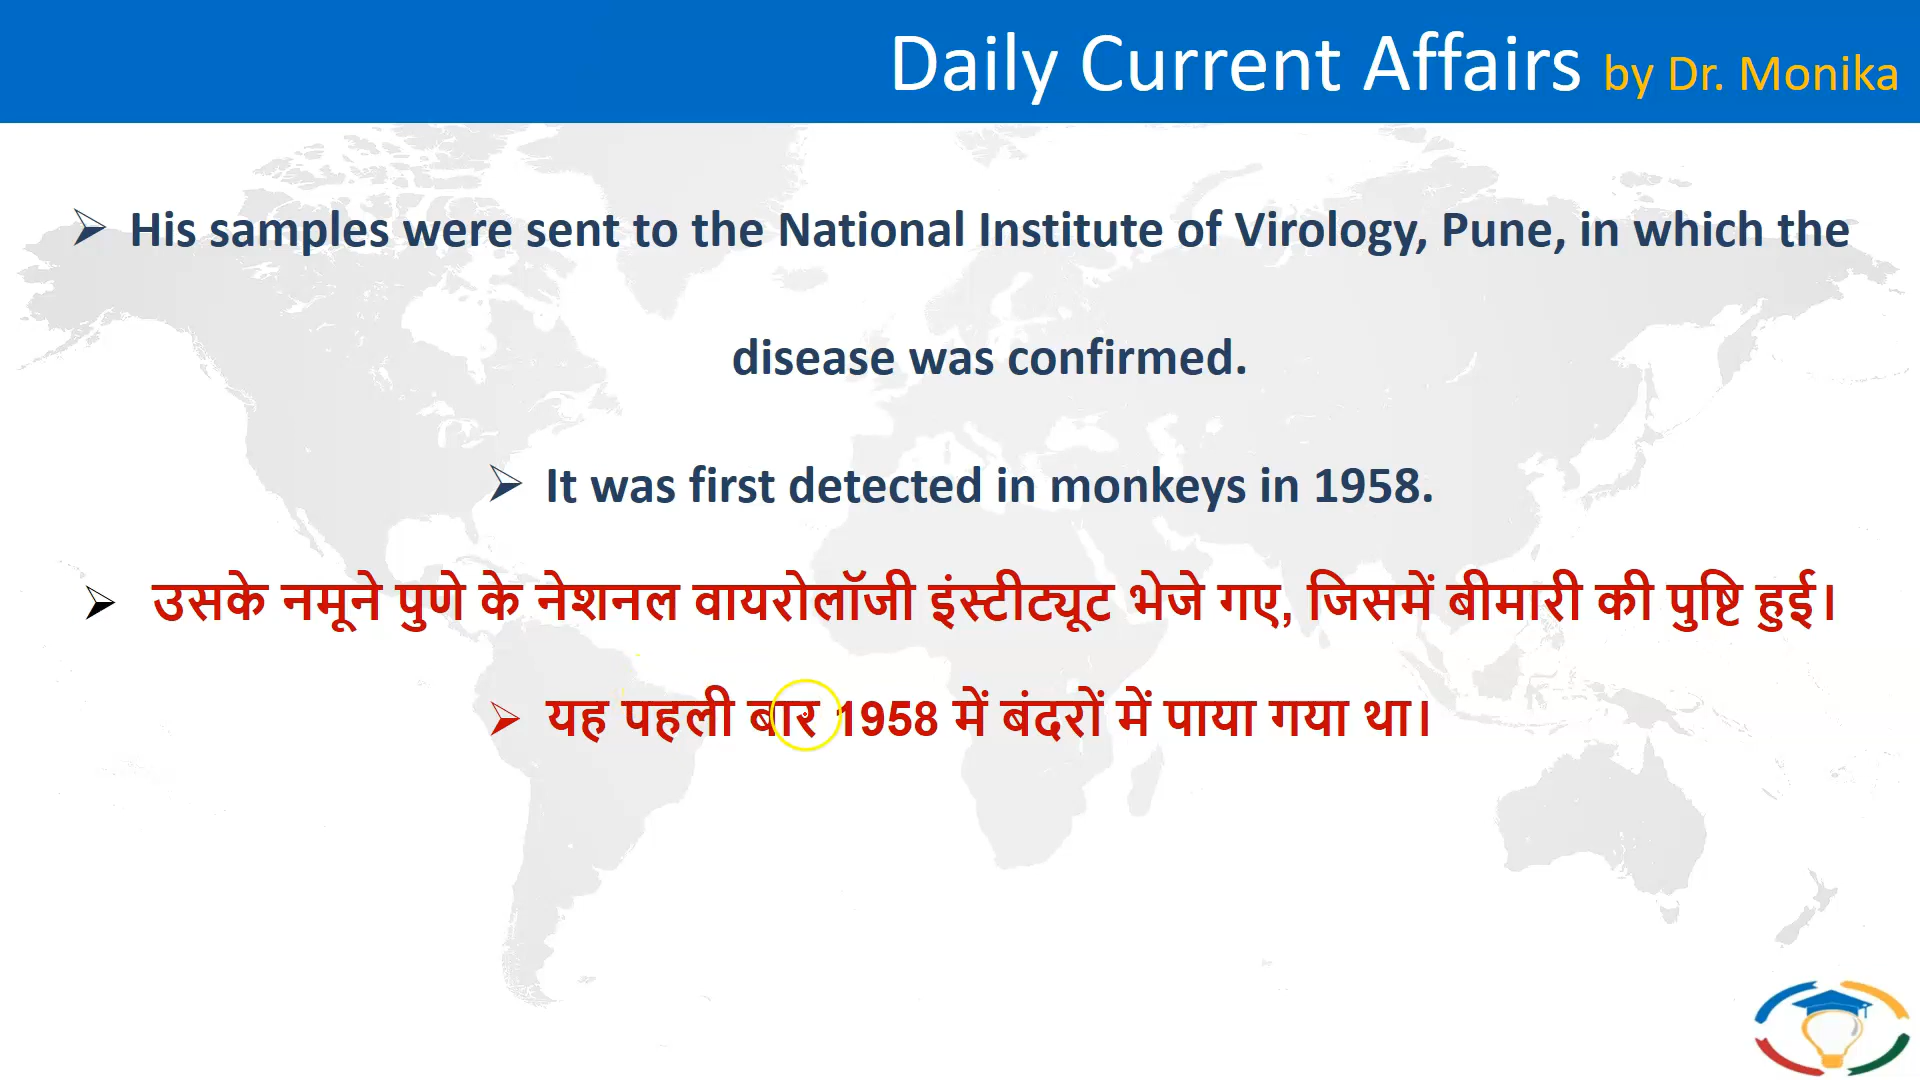 Daily Current Affairs by Dr. Monika
➢ His samples were sent to the National Institute of Virology, Pune, in which the
disease was confirmed.
➢ It was first detected in monkeys in 1958.
➢ उसके नमूने पुणे के नेशनल वायरोलॉजी इंस्टीट्यूट भेजे गए, जिसमें बीमारी की पुष्टि हुई।
➢ यह पहली बार 1958 में बंदरों में पाया गया था।